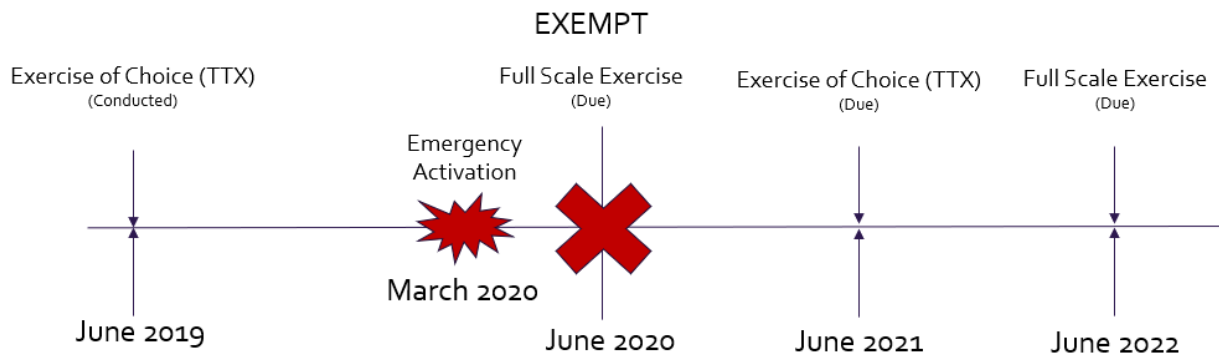 EXEMPT
Exercise of Choice (TTX)
(Conducted)
Full Scale Exercise
(Due)
Exercise of Choice (TTX)
(Due)
Full Scale Exercise
(Due)
Emergency
Activation
March 2020
June 2019
June 2020
June 2021
June 2022